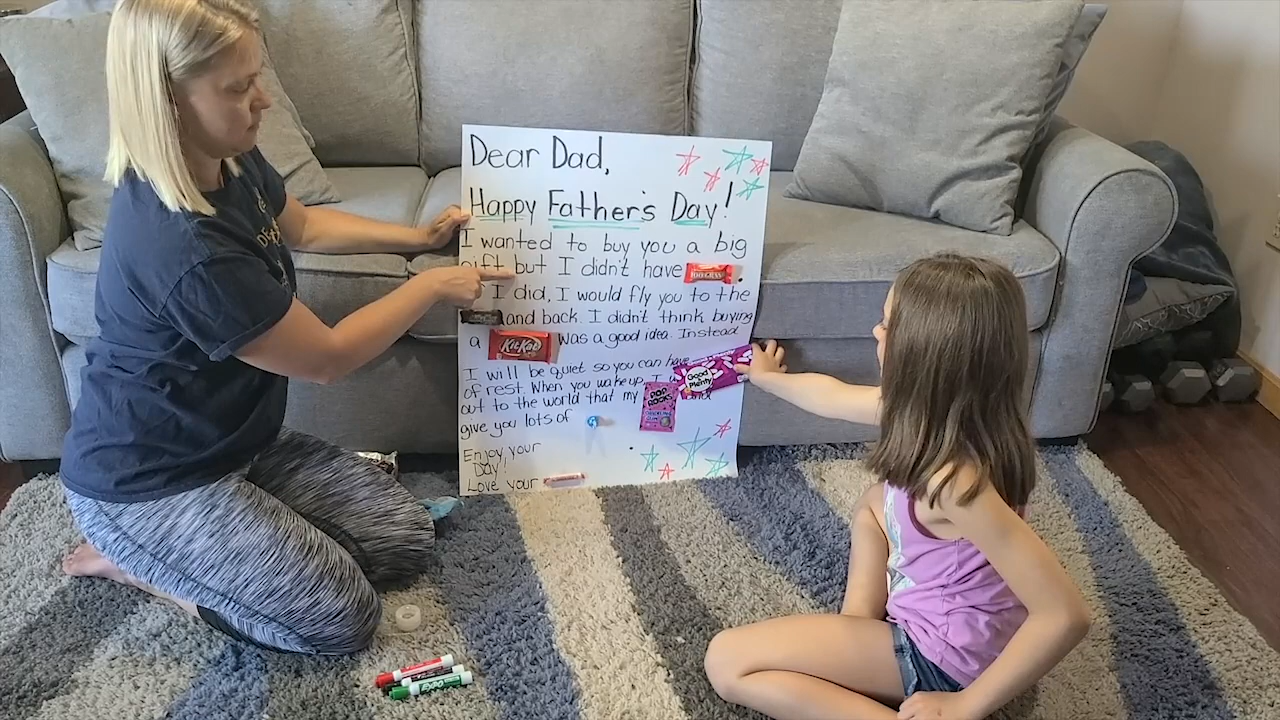 Dear Dad,
Happy Father's Day!
I wanted to buy you a big
gift but I didn't have
I did, I would fly you to the
and back. I didn't think buying
a KitKat was a good idea. Instead
I will be quiet so you can have
of rest. When you wake up, I Good & Plenty
out to the world that my POP ROCKS and
give you lots of
Enjoy your
Day!
Love your